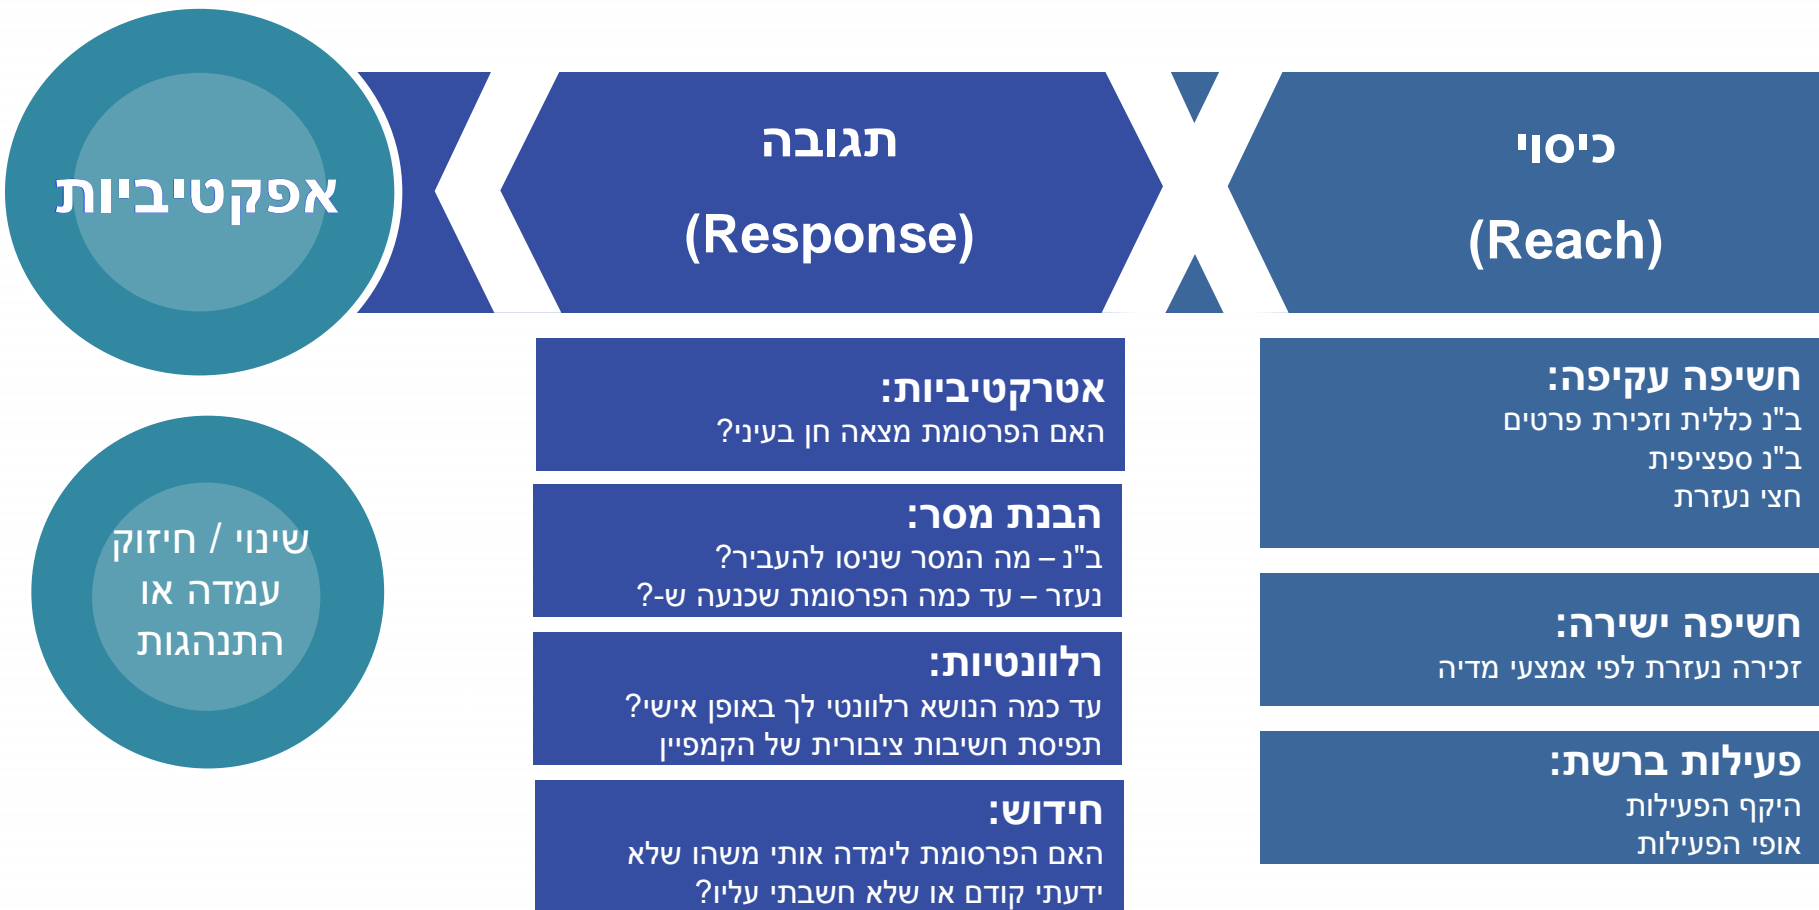 כיסוי
(Reach)
חשיפה עקיפה:
ב"נ כללית וזכירת פרטים
ב"נ ספציפית
חצי נעזרת
חשיפה ישירה:
זכירה נעזרת לפי אמצעי מדיה
פעילות ברשת:
היקף הפעילות
אופי הפעילות
תגובה
(Response)
אטרקטיביות:
האם הפרסומת מצאה חן בעיני?
הבנת מסר:
ב"נ – מה המסר שניסו להעביר?
נעזר – עד כמה הפרסומת שכנעה ש-?
רלוונטיות:
עד כמה הנושא רלוונטי לך באופן אישי?
תפיסת חשיבות ציבורית של הקמפיין
חידוש:
האם הפרסומת לימדה אותי משהו שלא
ידעתי קודם או שלא חשבתי עליו?
אפקטיביות
שינוי / חיזוק
עמדה או
התנהגות